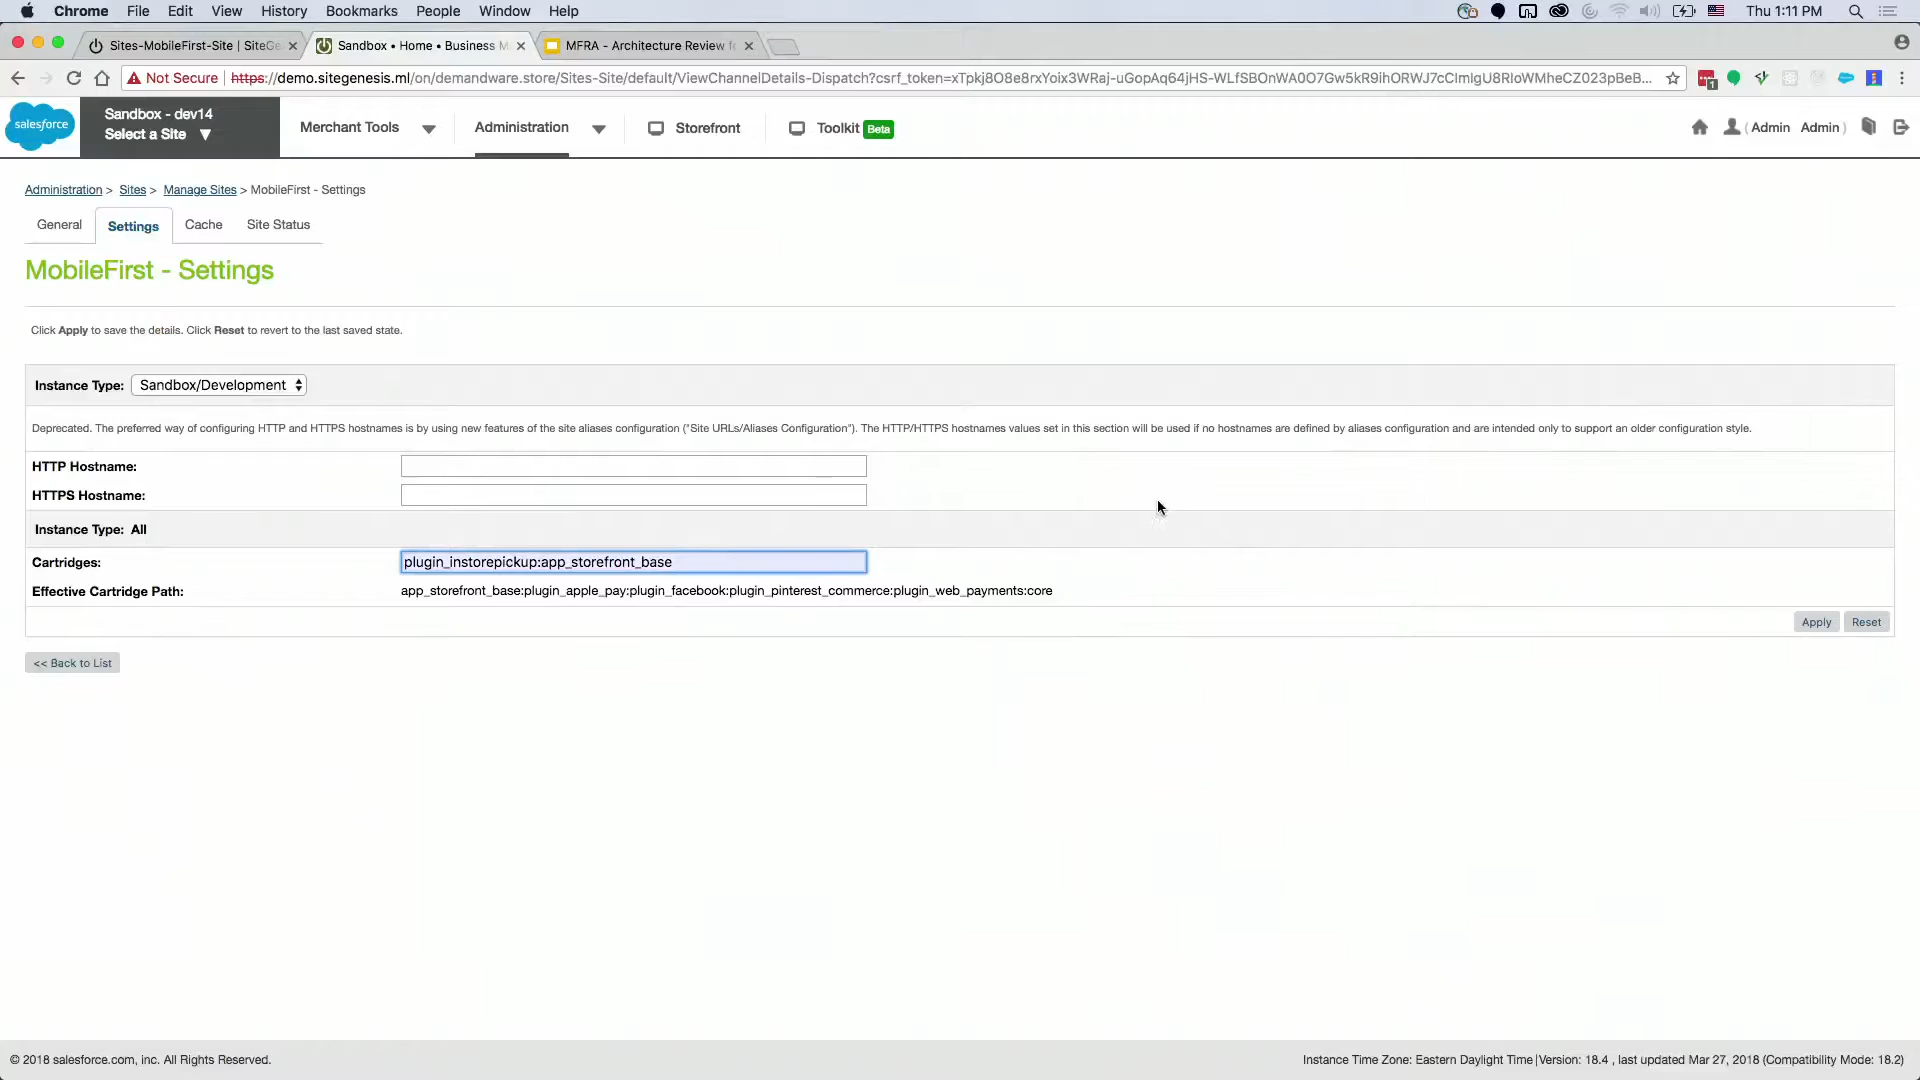 Chrome File Edit View History Bookmarks People Window Help Thu 1:11 PM
Sites-MobileFirst-Site | SiteGe Sandbox • Home • Business M MFRA - Architecture Review f
Not Secure https://demo.sitegenesis.ml/on/demandware.store/Sites-Site/default/ViewChannelDetails-Dispatch?csrf_token=xTpkj8O8e8rxYoix3WRaj-uGopAq64jHS-WLfSBOnWA0O7Gw5kR9ihORWJ7cClmIgU8RIoWMheCZ023pBeB... 1
salesforce
Sandbox - dev14
Select a Site
Merchant Tools Administration Storefront Toolkit Beta ( Admin Admin )
Administration > Sites > Manage Sites > MobileFirst - Settings
General Settings Cache Site Status
MobileFirst - Settings
Click Apply to save the details. Click Reset to revert to the last saved state.
Instance Type: Sandbox/Development
Deprecated. The preferred way of configuring HTTP and HTTPS hostnames is by using new features of the site aliases configuration ("Site URLs/Aliases Configuration"). The HTTP/HTTPS hostnames values set in this section will be used if no hostnames are defined by aliases configuration and are intended only to support an older configuration style.
HTTP Hostname:
HTTPS Hostname:
Instance Type: All
Cartridges: plugin_instorepickup:app_storefront_base
Effective Cartridge Path: app_storefront_base:plugin_apple_pay:plugin_facebook:plugin_pinterest_commerce:plugin_web_payments:core
Apply Reset
<< Back to List
© 2018 salesforce.com, inc. All Rights Reserved. Instance Time Zone: Eastern Daylight Time | Version: 18.4 , last updated Mar 27, 2018 (Compatibility Mode: 18.2)